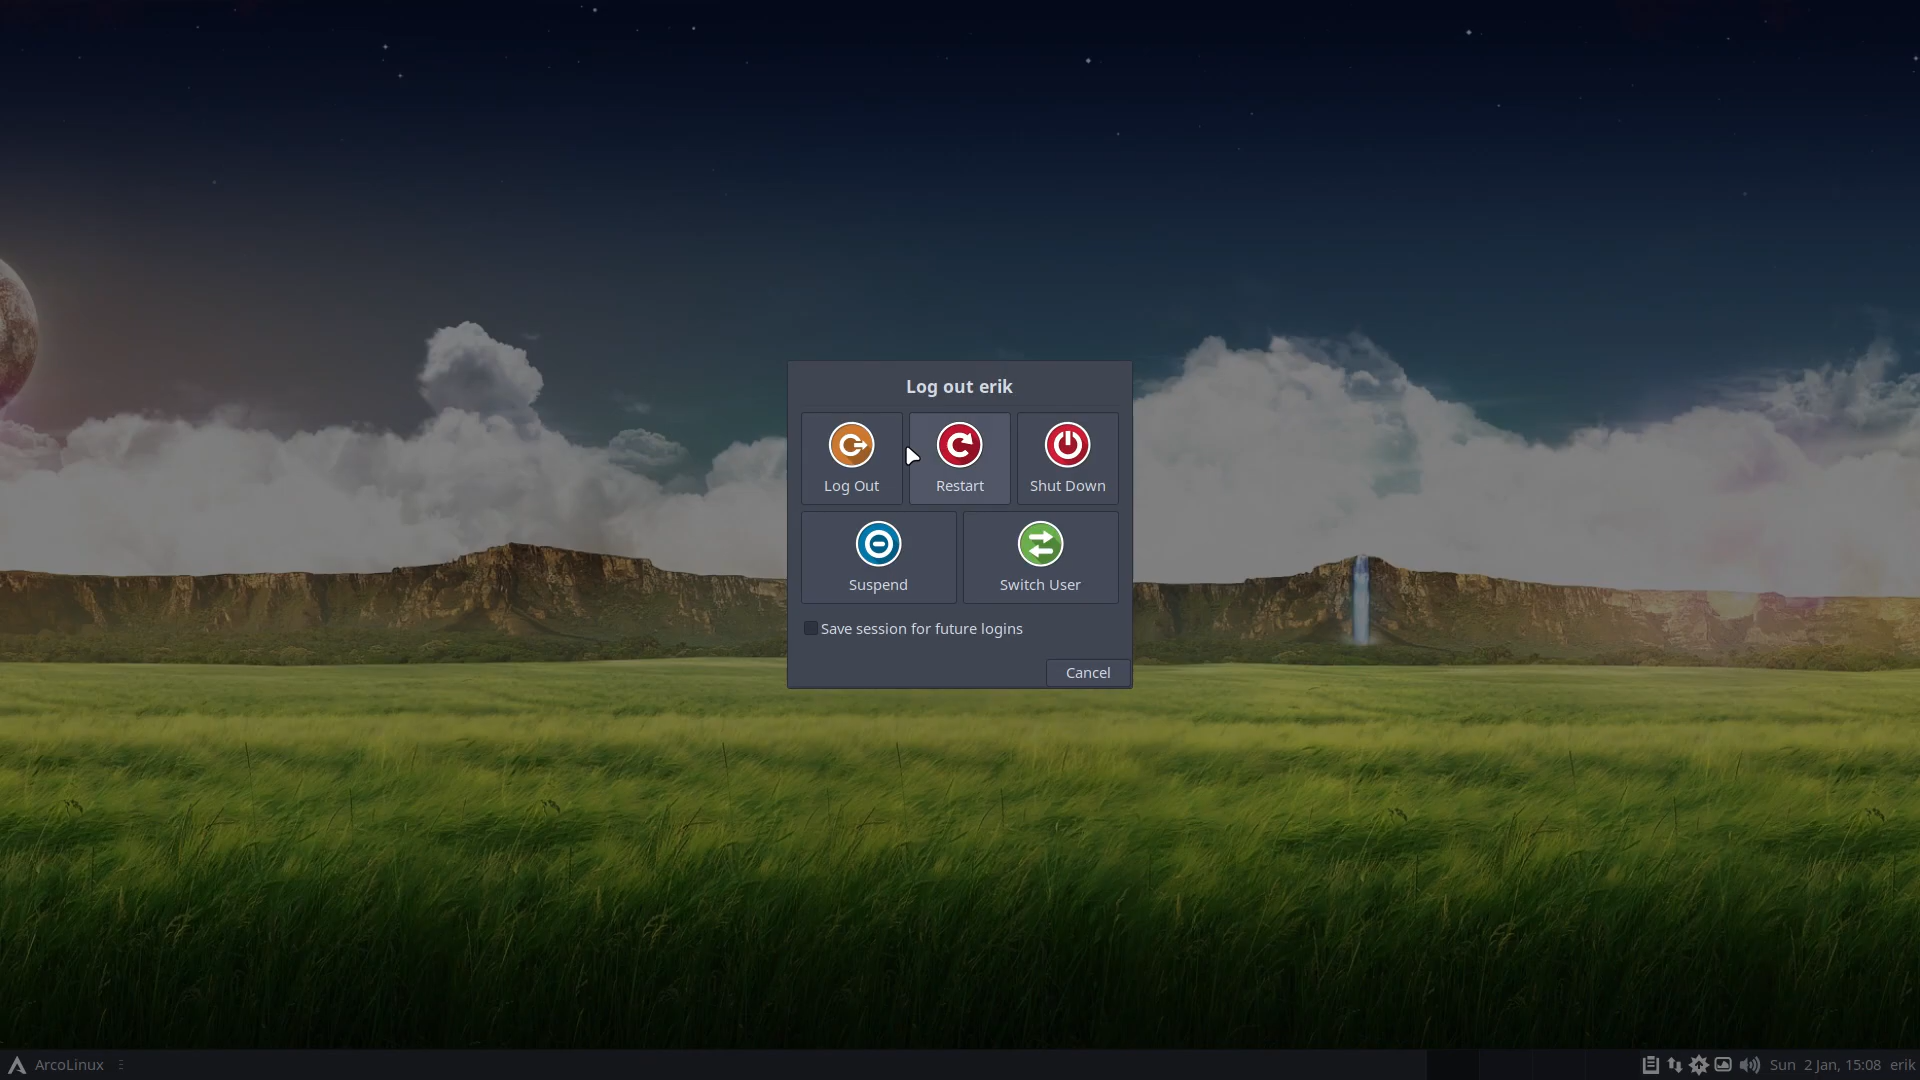 Log out erik
Log Out
Restart
Shut Down
Suspend
Switch User
Save session for future logins
Cancel
ArcoLinux
Sun 2 Jan, 15:08 erik